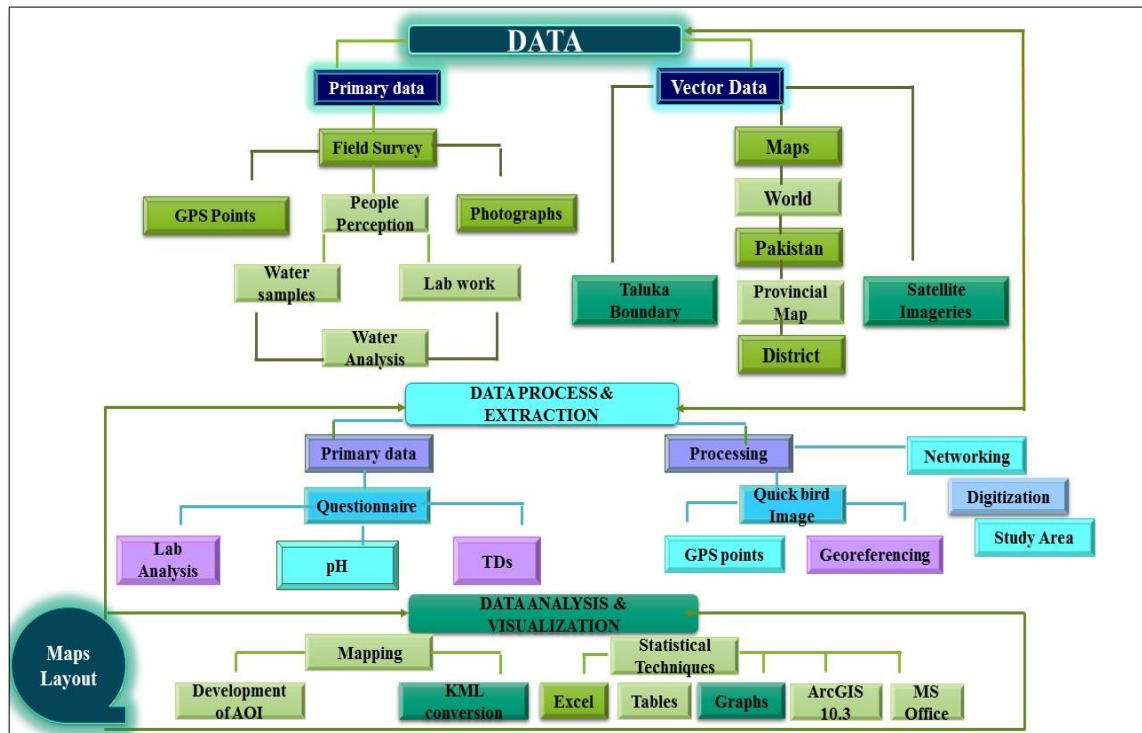 DATA
Primary data
Vector Data
Field Survey
Maps
GPS Points
People
Perception
Photographs
World
Pakistan
Water
samples
Lab work
Taluka
Boundary
Provincial
Map
Satellite
Imageries
Water
Analysis
District
DATA PROCESS &
EXTRACTION
Primary data
Processing
Networking
Questionnaire
Quick bird
Image
Digitization
Lab
Analysis
pH
TDs
GPS points
Georeferencing
Study Area
DATA ANALYSIS &
VISUALIZATION
Maps
Layout
Mapping
Statistical
Techniques
Development
of AOI
KML
conversion
Excel
Tables
Graphs
ArcGIS
10.3
MS
Office